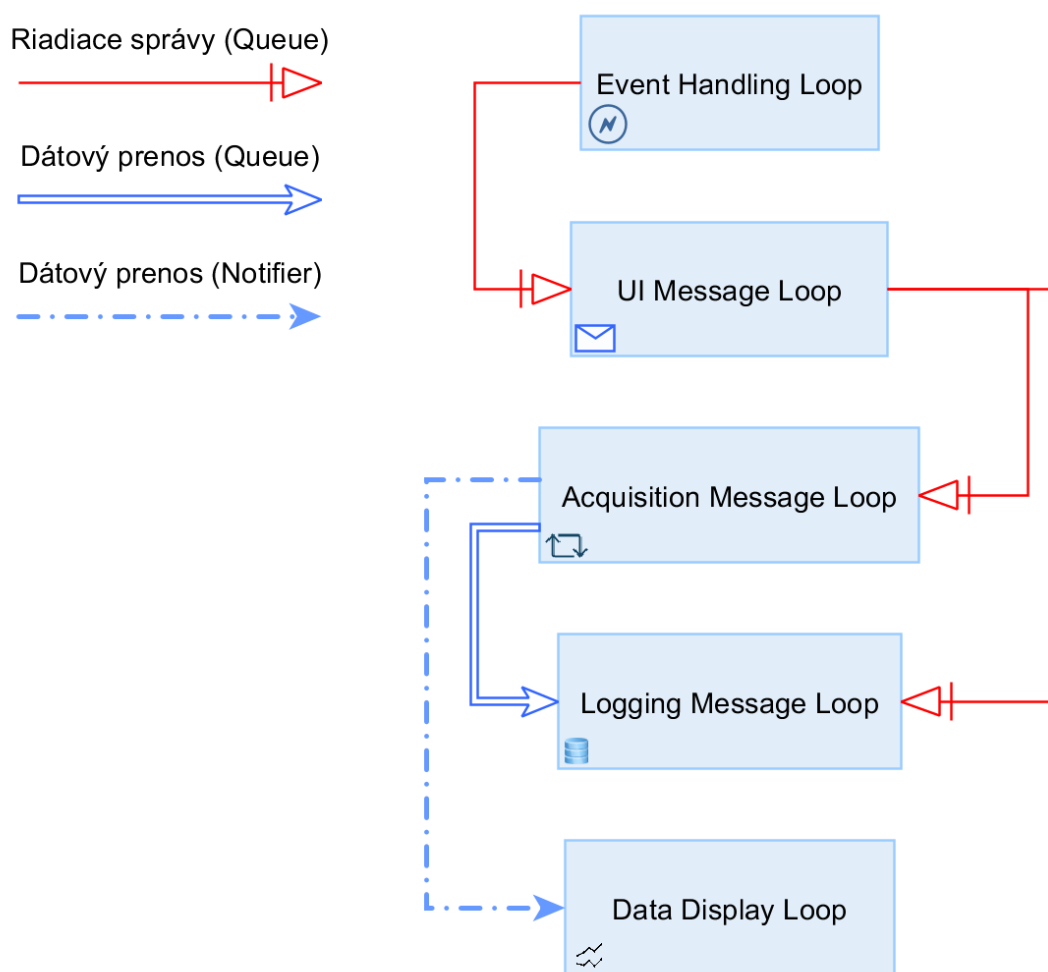 Riadiace správy (Queue)
Dátový prenos (Queue)
Dátový prenos (Notifier)
Event Handling Loop
UI Message Loop
Acquisition Message Loop
Logging Message Loop
Data Display Loop